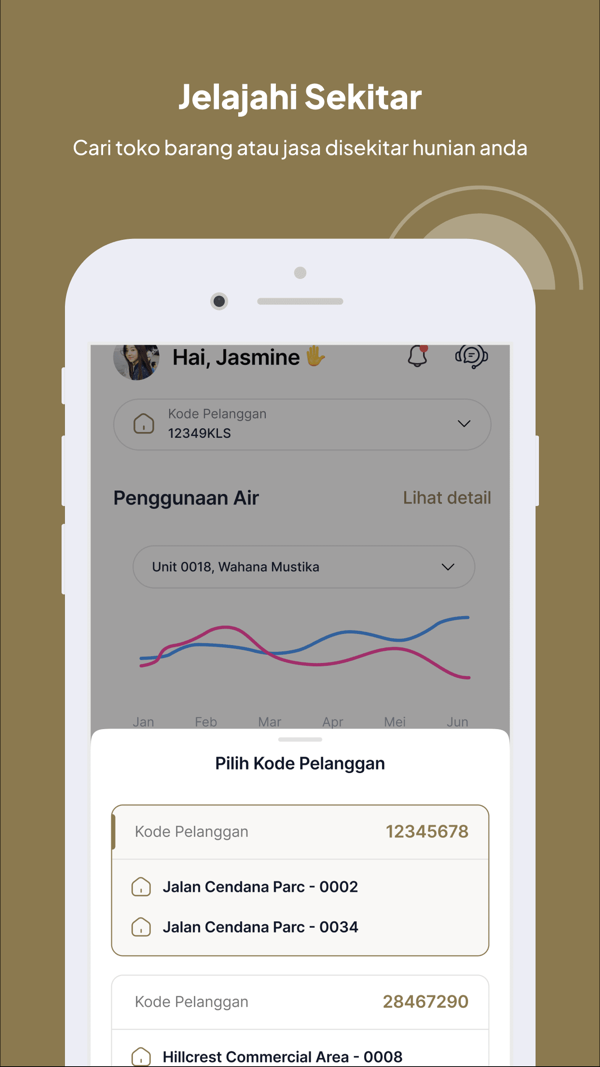 Jelajahi Sekitar
Cari toko barang atau jasa disekitar hunian anda
Hai, Jasmine 🖐
Kode Pelanggan
12349KLS
Penggunaan Air
Lihat detail
Unit 0018, Wahana Mustika
Jan Feb Mar Apr Mei Jun
Pilih Kode Pelanggan
Kode Pelanggan
12345678
Jalan Cendana Parc - 0002
Jalan Cendana Parc - 0034
Kode Pelanggan
28467290
Hillcrest Commercial Area - 0008